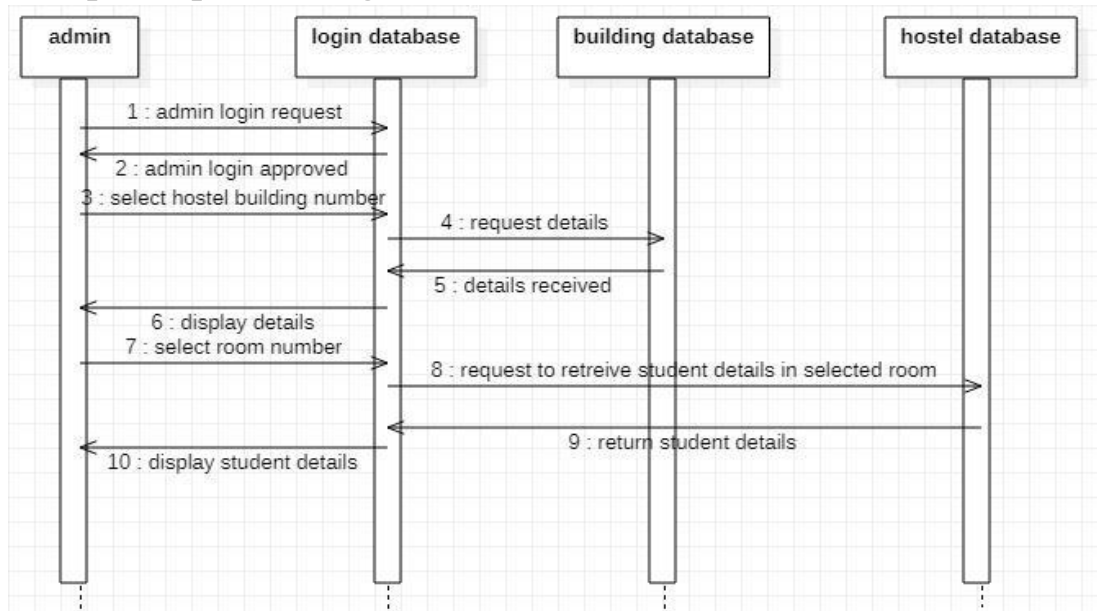 admin
login database
building database
hostel database
1 : admin login request
2 : admin login approved
3 : select hostel building number
4 : request details
5 : details received
6 : display details
7 : select room number
8 : request to retreive student details in selected room
9 : return student details
10 : display student details